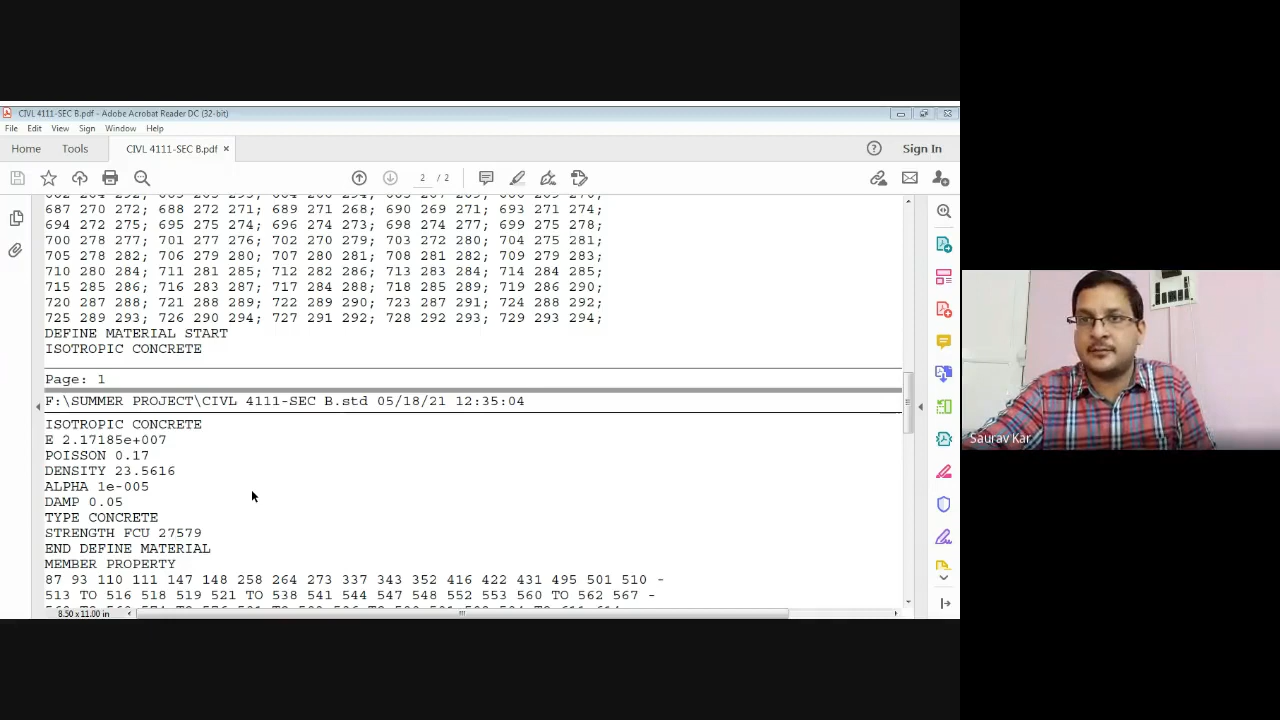 CIVL 4111-SEC B.pdf - Adobe Acrobat Reader DC (32-bit)
File Edit View Sign Window Help
Home Tools CIVL 4111-SEC B.pdf × Sign In
2 / 2
687 270 272; 688 272 271; 689 271 268; 690 269 271; 693 271 274;
694 272 275; 695 275 274; 696 274 273; 698 274 277; 699 275 278;
700 278 277; 701 277 276; 702 270 279; 703 272 280; 704 275 281;
705 278 282; 706 279 280; 707 280 281; 708 281 282; 709 279 283;
710 280 284; 711 281 285; 712 282 286; 713 283 284; 714 284 285;
715 285 286; 716 283 287; 717 284 288; 718 285 289; 719 286 290;
720 287 288; 721 288 289; 722 289 290; 723 287 291; 724 288 292;
725 289 293; 726 290 294; 727 291 292; 728 292 293; 729 293 294;
DEFINE MATERIAL START
ISOTROPIC CONCRETE
Page: 1
F:\SUMMER PROJECT\CIVL 4111-SEC B.std 05/18/21 12:35:04
ISOTROPIC CONCRETE
E 2.17185e+007
POISSON 0.17
DENSITY 23.5616
ALPHA 1e-005
DAMP 0.05
TYPE CONCRETE
STRENGTH FCU 27579
END DEFINE MATERIAL
MEMBER PROPERTY
87 93 110 111 147 148 258 264 273 337 343 352 416 422 431 495 501 510 -
513 TO 516 518 519 521 TO 538 541 544 547 548 552 553 560 TO 562 567 -
8.50 x 11.00 in
Saurav Kar